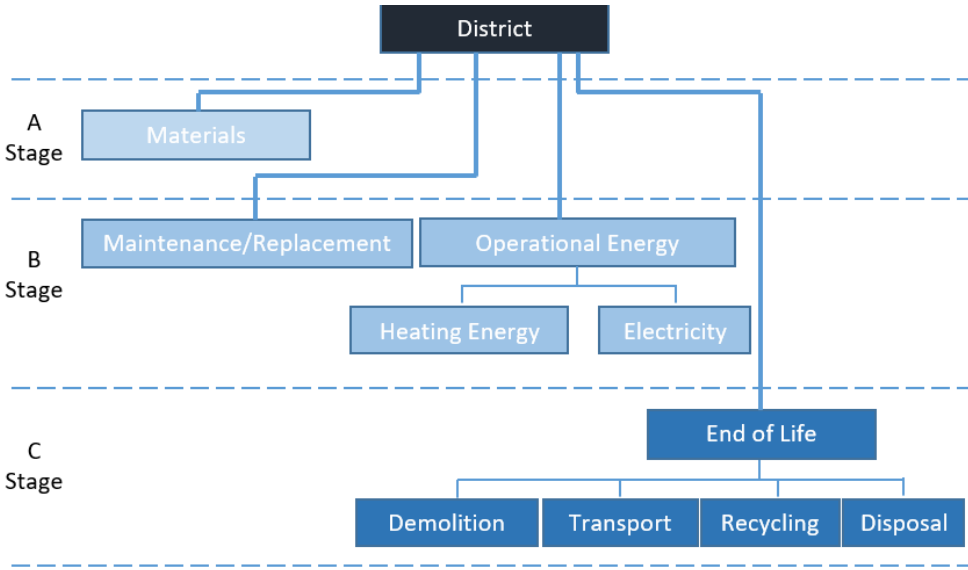 District
A
Stage
Materials
B
Stage
Maintenance/Replacement
Operational Energy
Heating Energy
Electricity
C
Stage
End of Life
Demolition
Transport
Recycling
Disposal